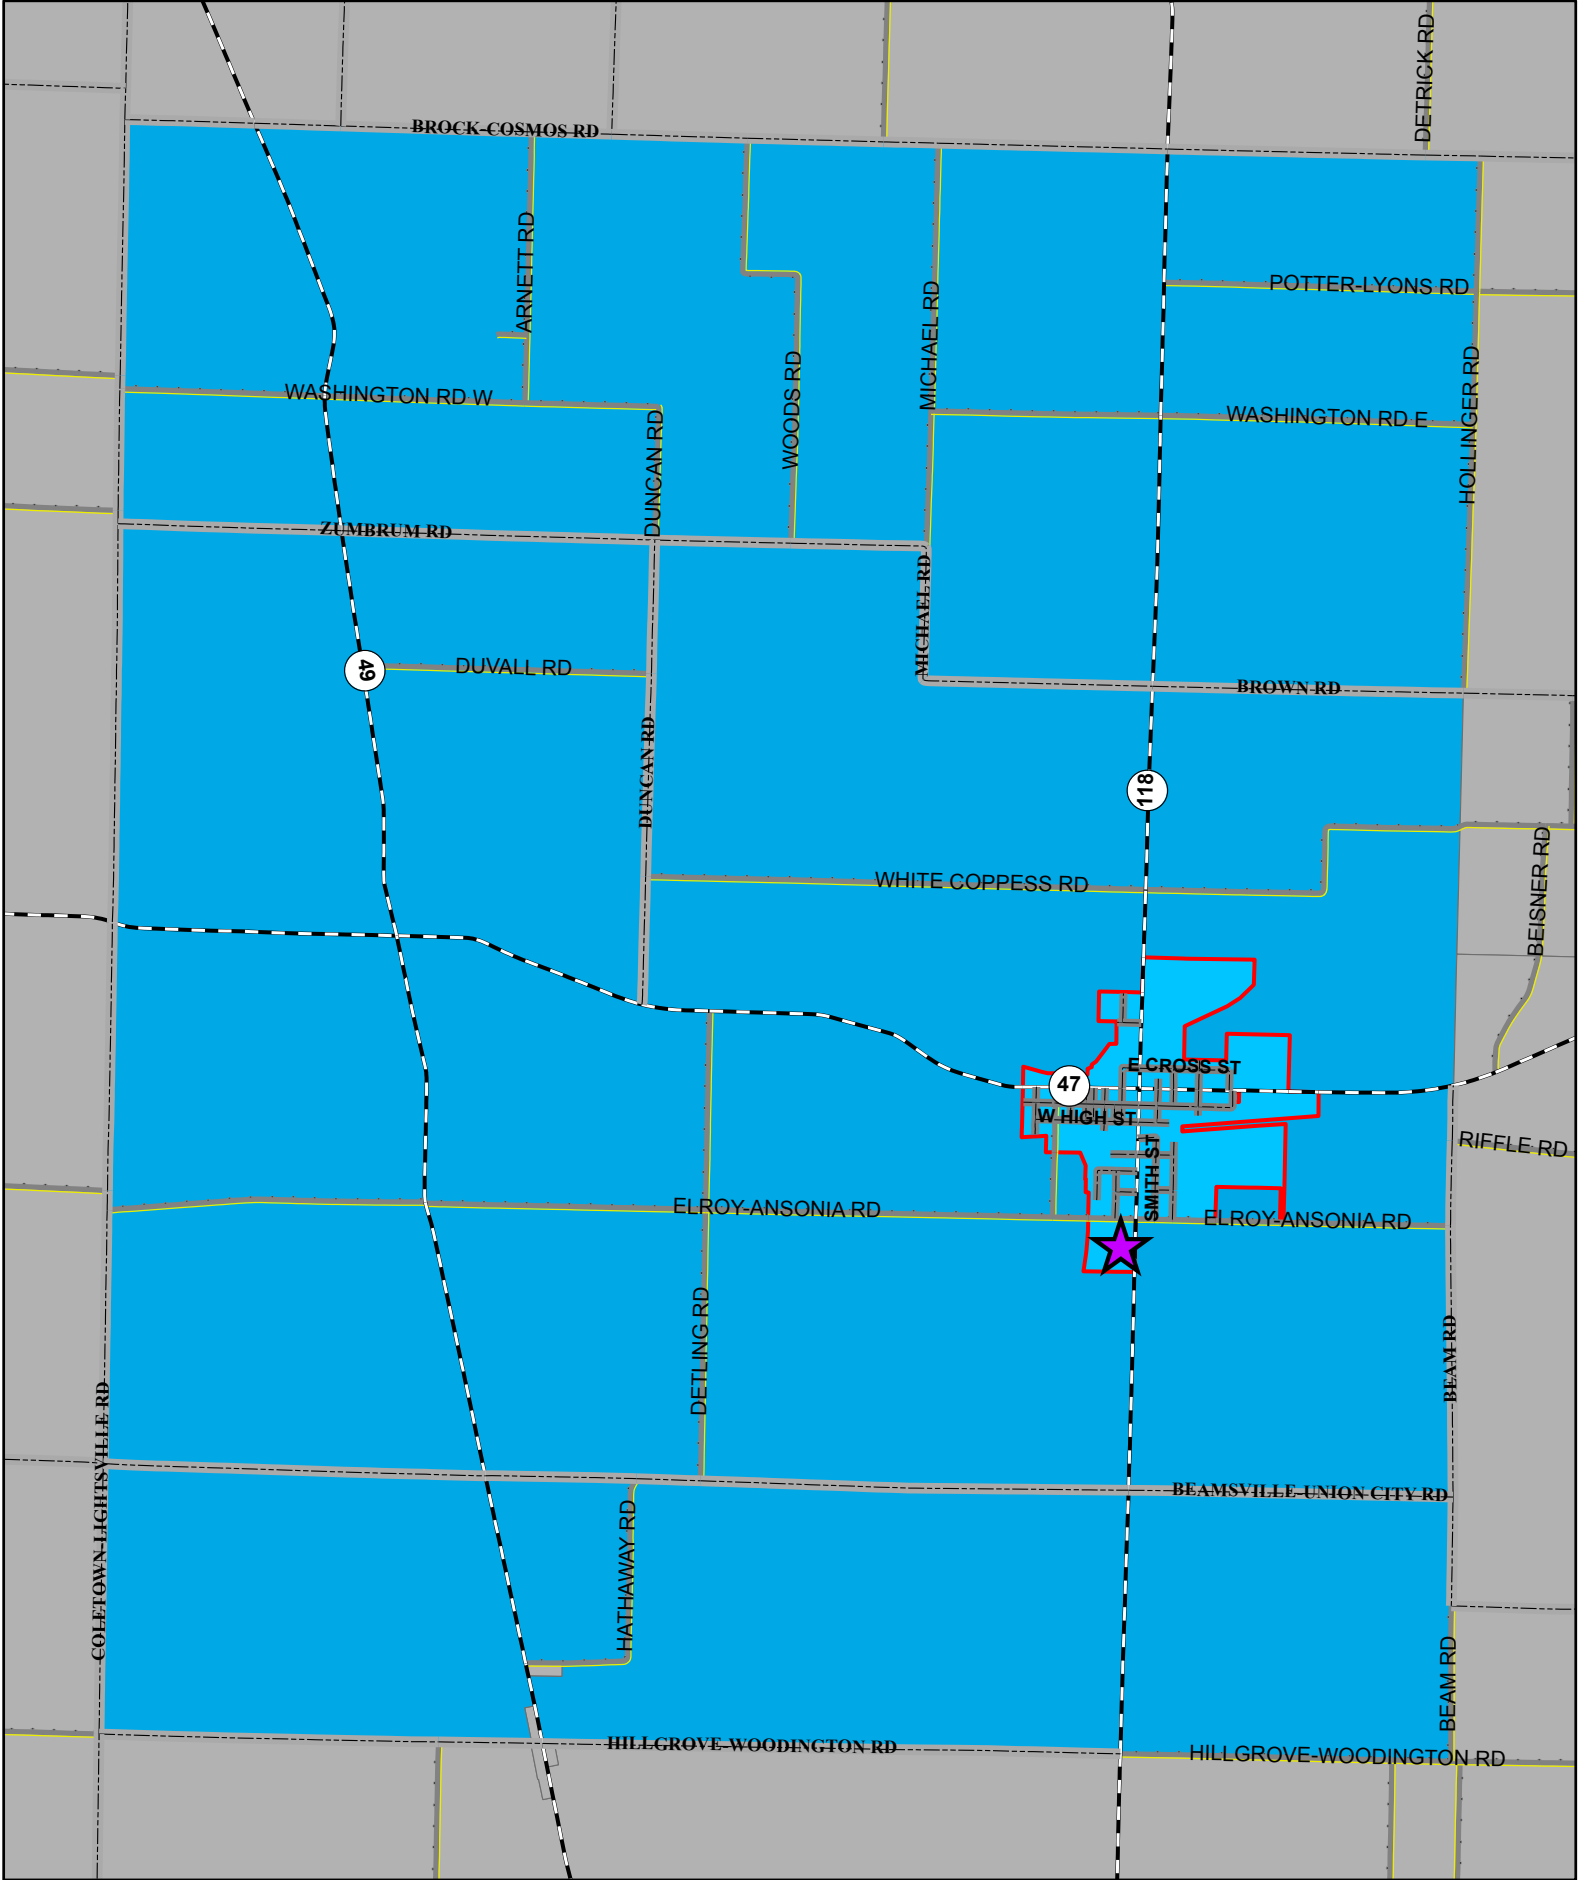 DETRICK RD
BROCK-COSMOS RD
ARNETT RD
POTTER-LYONS RD
MICHAEL RD
WOODS RD
HOLLINGER RD
WASHINGTON RD W
WASHINGTON RD E
DUNCAN RD
ZUMBRUM RD
MICHAEL RD
49
DUVALL RD
BROWN RD
DUNCAN RD
118
WHITE COPPESS RD
BEISNER RD
E CROSS ST
47
W HIGH ST
RIFFLE RD
SMITH ST
ELROY-ANSONIA RD
ELROY-ANSONIA RD
DETLING RD
BEAM RD
COLETOWN-LIGHTSVILLE RD
BEAMSVILLE-UNION CITY RD
HATHAWAY RD
BEAM RD
HILLGROVE-WOODINGTON RD
HILLGROVE-WOODINGTON RD